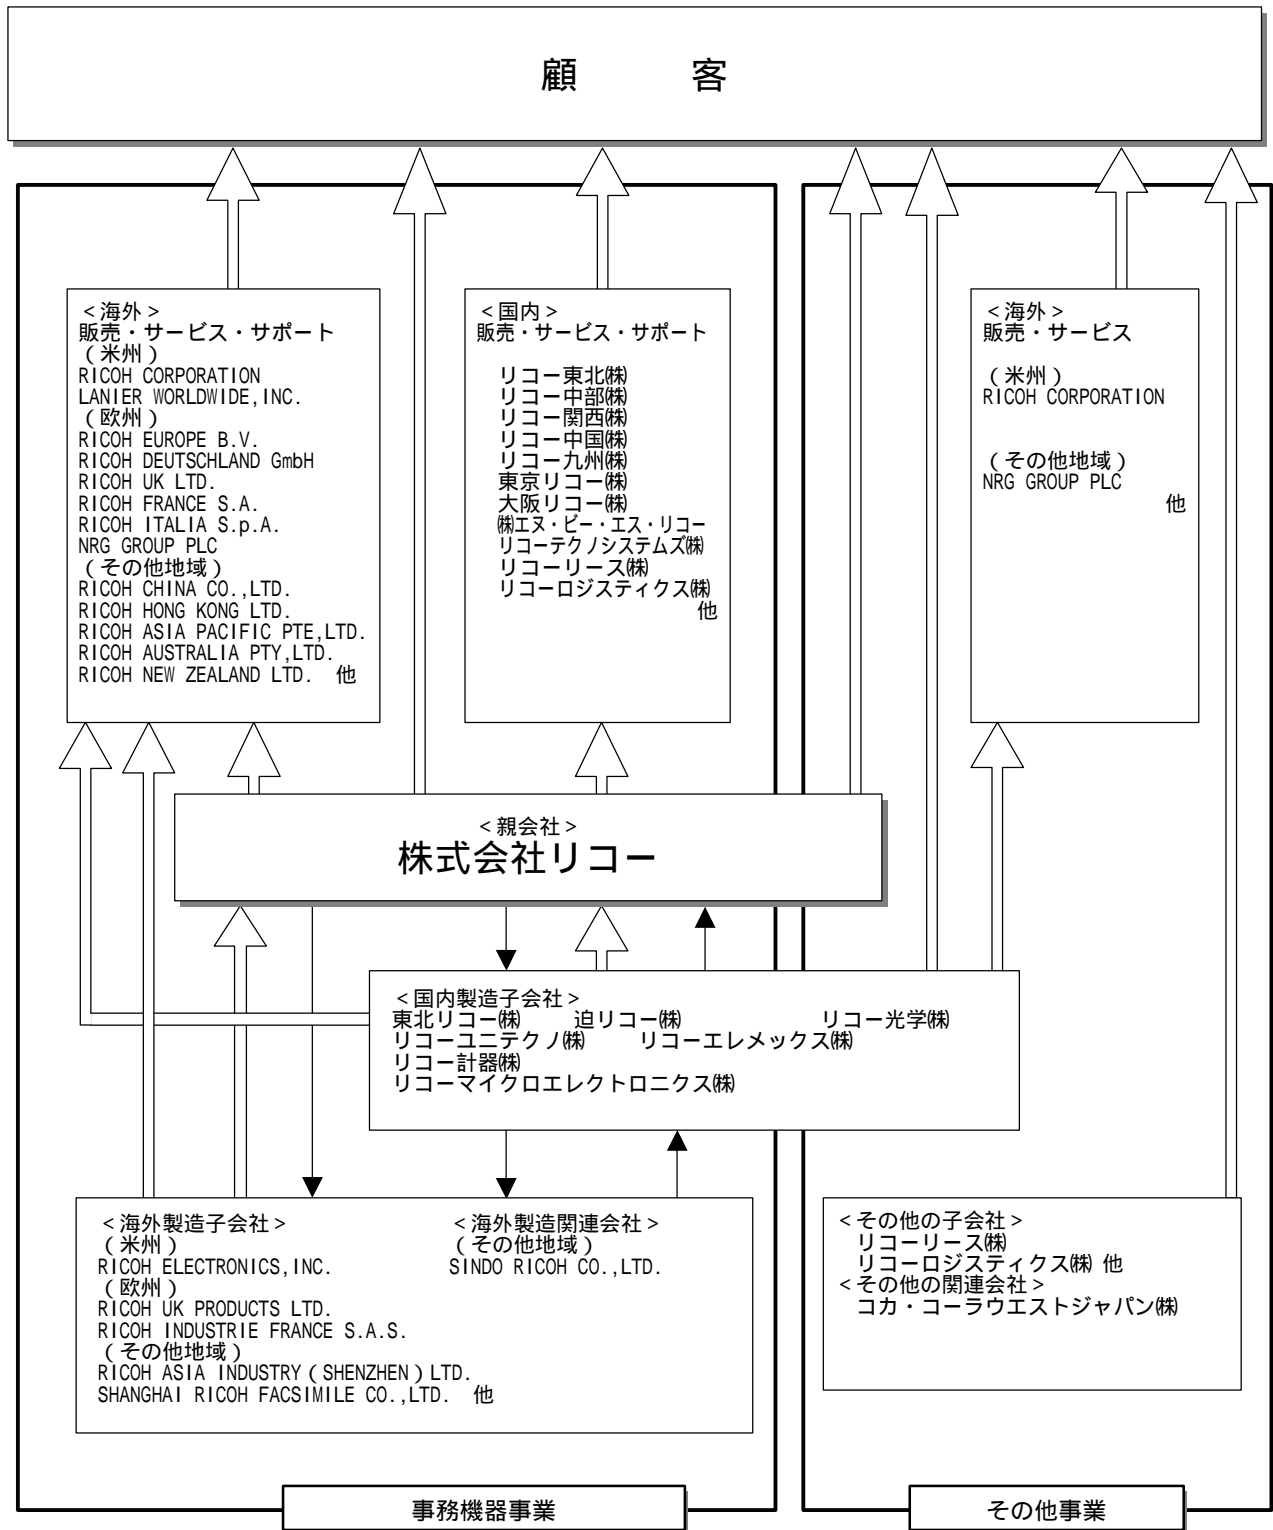 顧　客
＜海外＞
販売・サービス・サポート
（米州）
RICOH CORPORATION
LANIER WORLDWIDE,INC.
（欧州）
RICOH EUROPE B.V.
RICOH DEUTSCHLAND GmbH
RICOH UK LTD.
RICOH FRANCE S.A.
RICOH ITALIA S.p.A.
NRG GROUP PLC
（その他地域）
RICOH CHINA CO.,LTD.
RICOH HONG KONG LTD.
RICOH ASIA PACIFIC PTE,LTD.
RICOH AUSTRALIA PTY,LTD.
RICOH NEW ZEALAND LTD. 他
＜国内＞
販売・サービス・サポート
リコー東北㈱
リコー中部㈱
リコー関西㈱
リコー中国㈱
リコー九州㈱
東京リコー㈱
大阪リコー㈱
㈱エヌ・ビー・エス・リコー
リコーテクノシステムズ㈱
リコーリース㈱
リコーロジスティクス㈱
他
＜海外＞
販売・サービス
（米州）
RICOH CORPORATION
（その他地域）
NRG GROUP PLC
他
＜親会社＞
株式会社リコー
＜国内製造子会社＞
東北リコー㈱　迫リコー㈱　リコー光学㈱
リコーユニテクノ㈱　リコーエレメックス㈱
リコー計器㈱
リコーマイクロエレクトロニクス㈱
＜海外製造子会社＞
（米州）
RICOH ELECTRONICS,INC.
（欧州）
RICOH UK PRODUCTS LTD.
RICOH INDUSTRIE FRANCE S.A.S.
（その他地域）
RICOH ASIA INDUSTRY（SHENZHEN）LTD.
SHANGHAI RICOH FACSIMILE CO.,LTD. 他
＜海外製造関連会社＞
（その他地域）
SINDO RICOH CO.,LTD.
＜その他の子会社＞
リコーリース㈱
リコーロジスティクス㈱ 他
＜その他の関連会社＞
コカ・コーラウエストジャパン㈱
事務機器事業
その他事業